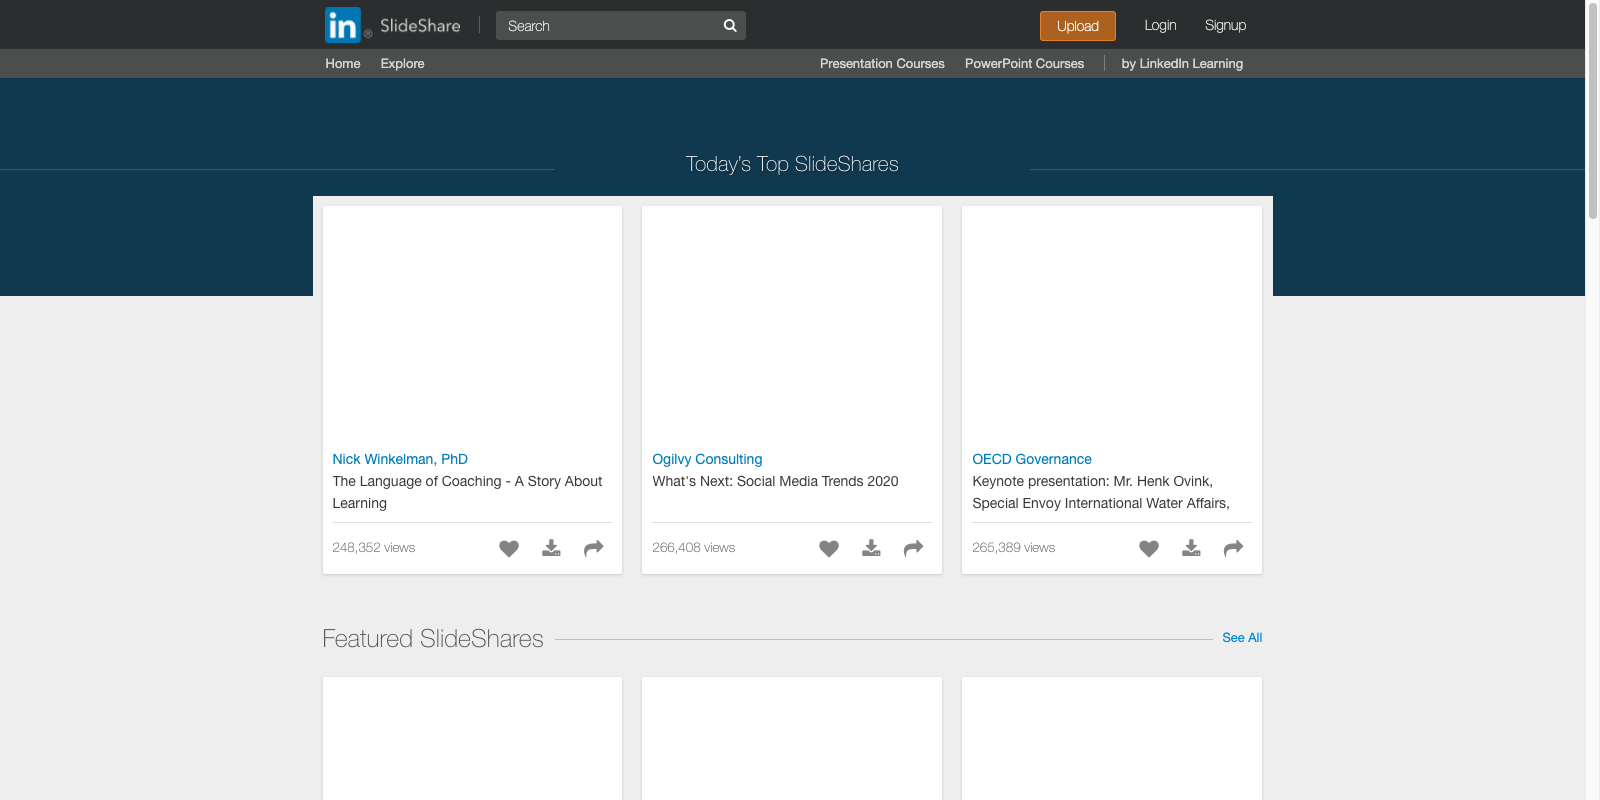 in ® SlideShare Search Upload Login Signup
Home Explore Presentation Courses PowerPoint Courses by LinkedIn Learning
Today's Top SlideShares
Nick Winkelman, PhD
The Language of Coaching - A Story About
Learning
248,352 views
Ogilvy Consulting
What's Next: Social Media Trends 2020
266,408 views
OECD Governance
Keynote presentation: Mr. Henk Ovink,
Special Envoy International Water Affairs,
265,389 views
Featured SlideShares See All